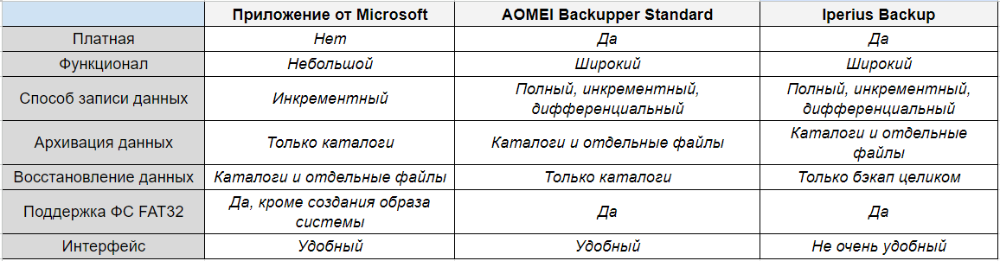 Приложение от Microsoft AOMEI Backupper Standard Iperius Backup
Платная Нет Да Да
Функционал Небольшой Широкий Широкий
Способ записи данных Инкрементный Полный, инкрементный, дифференциальный Полный, инкрементный, дифференциальный
Архивация данных Только каталоги Каталоги и отдельные файлы Каталоги и отдельные файлы
Восстановление данных Каталоги и отдельные файлы Только каталоги Только бэкап целиком
Поддержка ФС FAT32 Да, кроме создания образа системы Да Да
Интерфейс Удобный Удобный Не очень удобный